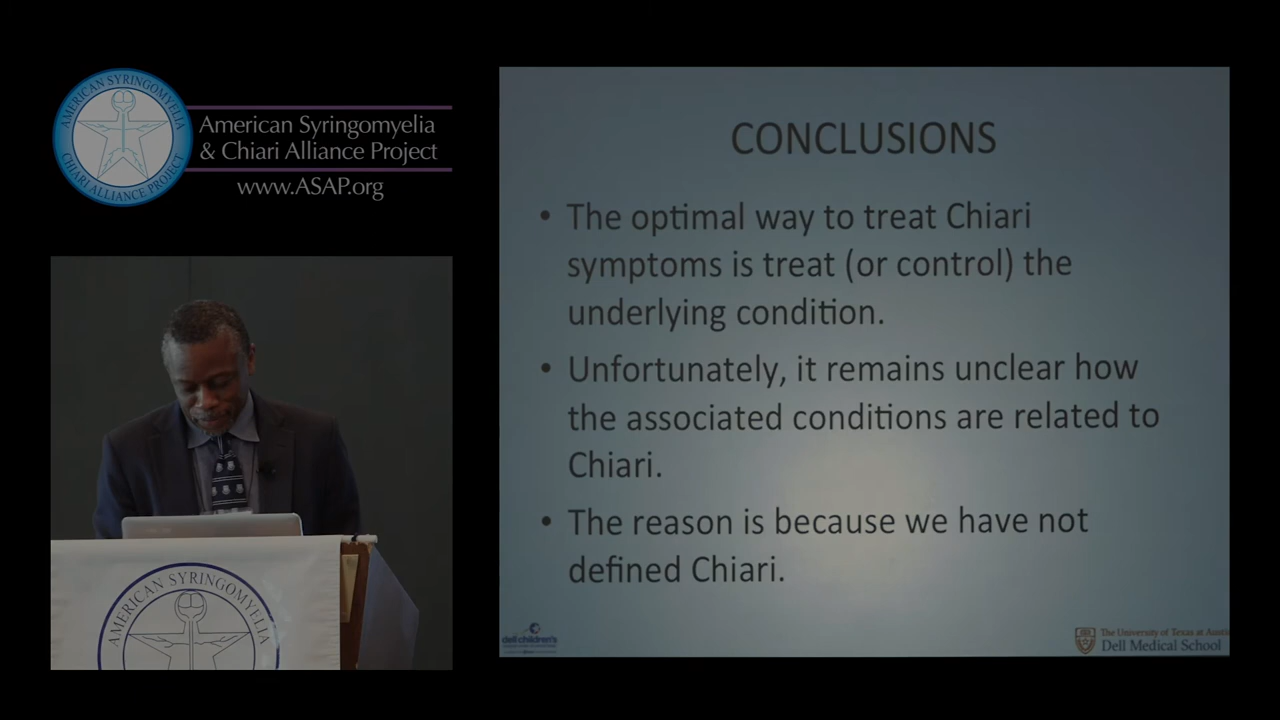 AMERICAN SYRINGOMYELIA
CHIARI ALLIANCE PROJECT
American Syringomyelia
& Chiari Alliance Project
www.ASAP.org
CONCLUSIONS
• The optimal way to treat Chiari
symptoms is treat (or control) the
underlying condition.
• Unfortunately, it remains unclear how
the associated conditions are related to
Chiari.
• The reason is because we have not
defined Chiari.
dell children's
The University of Texas at Austi
Dell Medical School
AMERICAN SYRINGOMYELIA